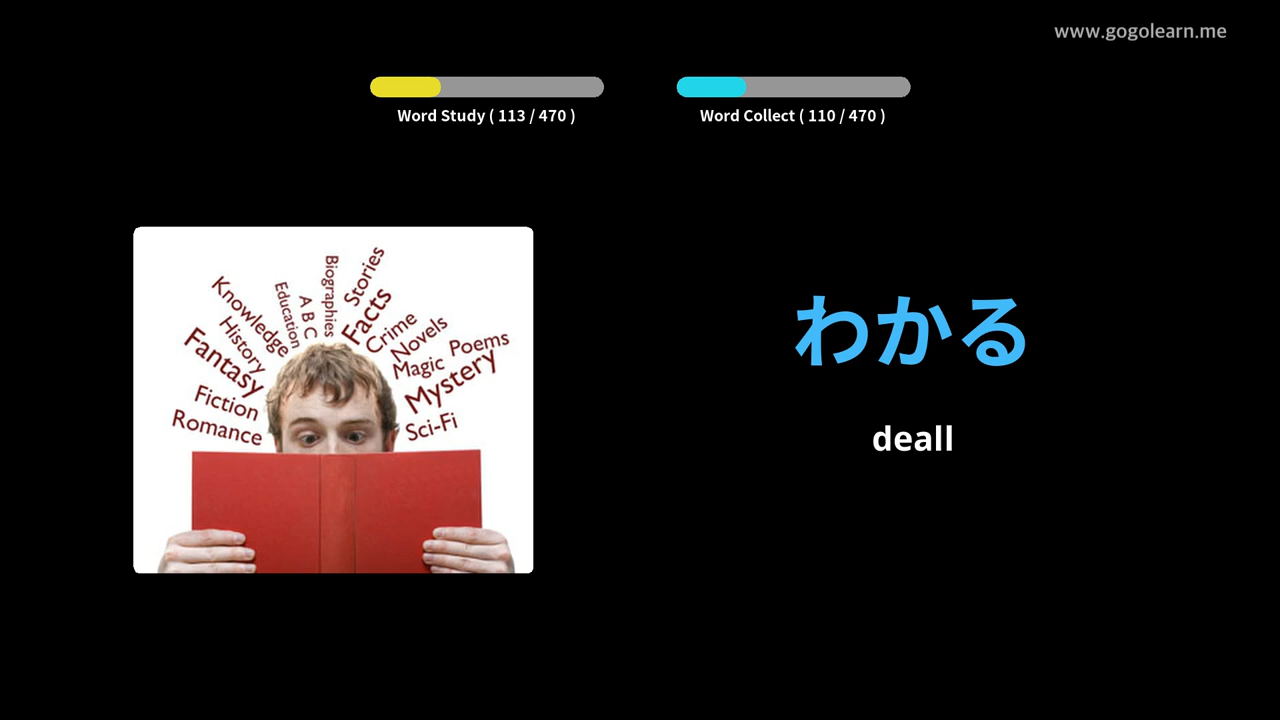 www.gogolearn.me
Word Study ( 113 / 470 )
Word Collect ( 110 / 470 )
Biographies
Stories
Knowledge
Education
A B C
Facts
History
Crime
Novels
Fantasy
Magic
Poems
Mystery
Fiction
Romance
Sci-Fi
わかる
deall